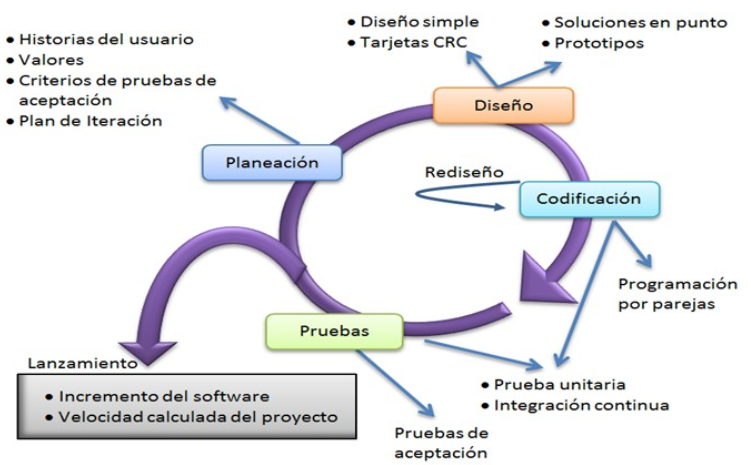 • Diseño simple
• Tarjetas CRC
• Soluciones en punto
• Prototipos
• Historias del usuario
• Valores
• Criterios de pruebas de
aceptación
• Plan de Iteración
Diseño
Planeación
Rediseño
Codificación
Programación
por parejas
Pruebas
Lanzamiento
• Incremento del software
• Velocidad calculada del proyecto
• Prueba unitaria
• Integración continua
Pruebas de
aceptación